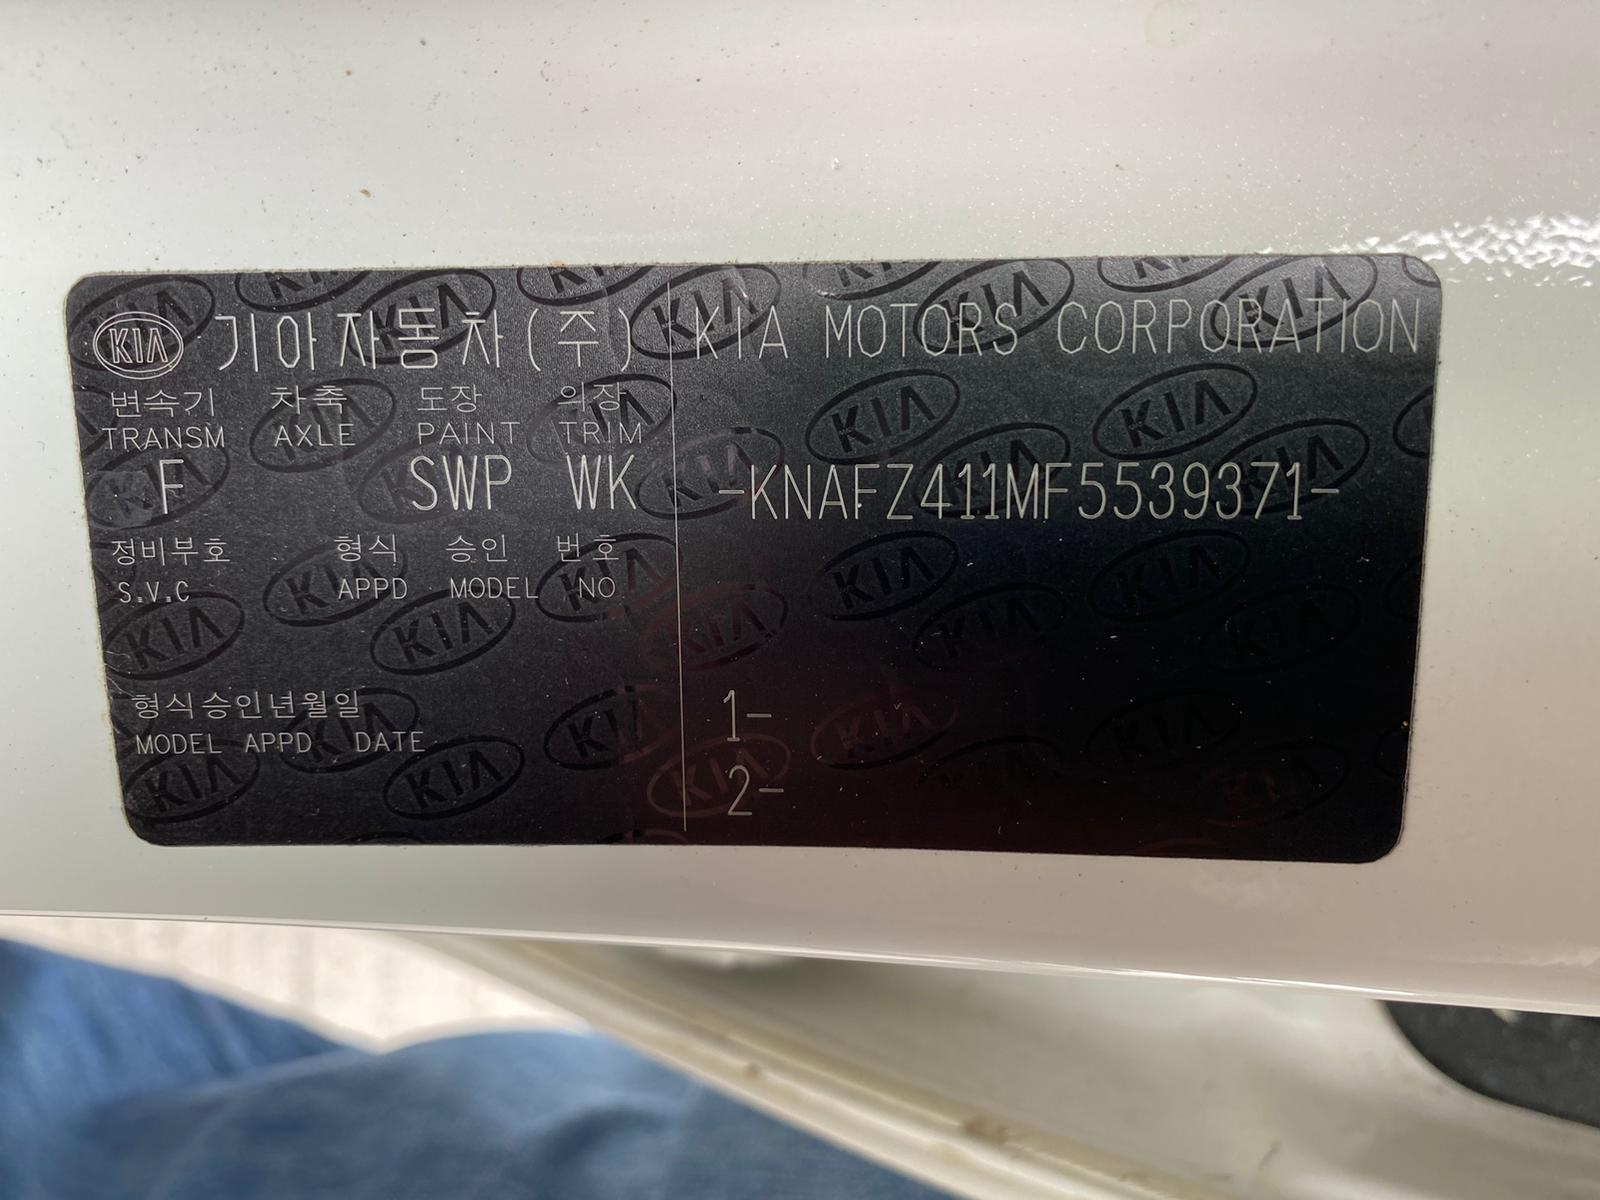 KIA 기아자동차(주) KIA MOTORS CORPORATION
변속기 차축 도장 의장
TRANSM AXLE PAINT TRIM
F SWP WK -KNAFZ411MF5539371-
정비부호 형식 승인 번호
S.V.C APPD MODEL NO
형식승인년월일 1-
MODEL APPD DATE
2-